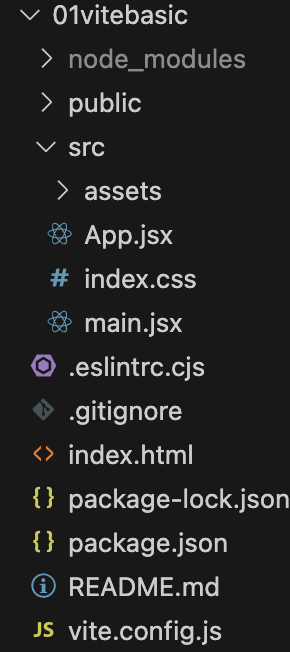 01vitebasic
node_modules
public
src
assets
App.jsx
# index.css
main.jsx
.eslintrc.cjs
.gitignore
<> index.html
{} package-lock.json
{} package.json
README.md
JS vite.config.js